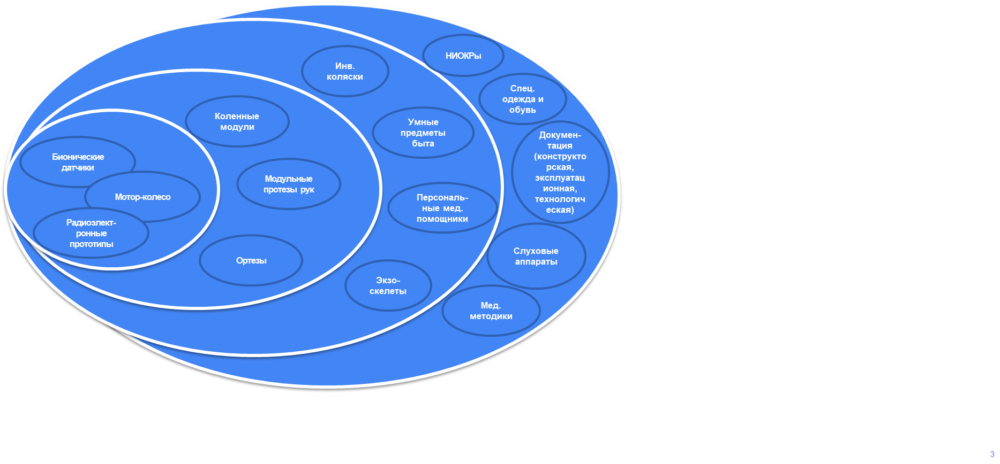 НИОКРы
Инв.
коляски
Спец.
одежда и
обувь
Коленные
модули
Умные
предметы
быта
Докумен-
тация
(конструкто
рская,
эксплуатац
ионная,
технологич
еская)
Бионические
датчики
Модульные
протезы рук
Мотор-колесо
Персональ-
ные мед.
помощники
Радиоэлект-
ронные
прототипы
Ортезы
Слуховые
аппараты
Экзо-
скелеты
Мед.
методики
3